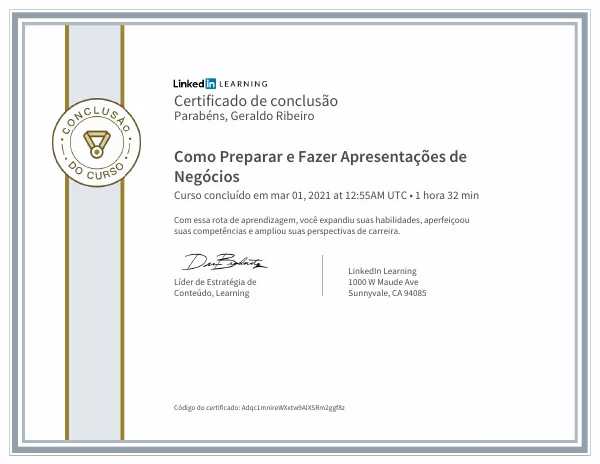 CONCLUSÃO
DO CURSO
Linked in LEARNING
Certificado de conclusão
Parabéns, Geraldo Ribeiro
Como Preparar e Fazer Apresentações de
Negócios
Curso concluído em mar 01, 2021 at 12:55AM UTC • 1 hora 32 min
Com essa rota de aprendizagem, você expandiu suas habilidades, aperfeiçoou
suas competências e ampliou suas perspectivas de carreira.
Líder de Estratégia de
Conteúdo, Learning
LinkedIn Learning
1000 W Maude Ave
Sunnyvale, CA 94085
Código do certificado: Adqc1mnireWXxtw9AlX5Rm2ggf8z